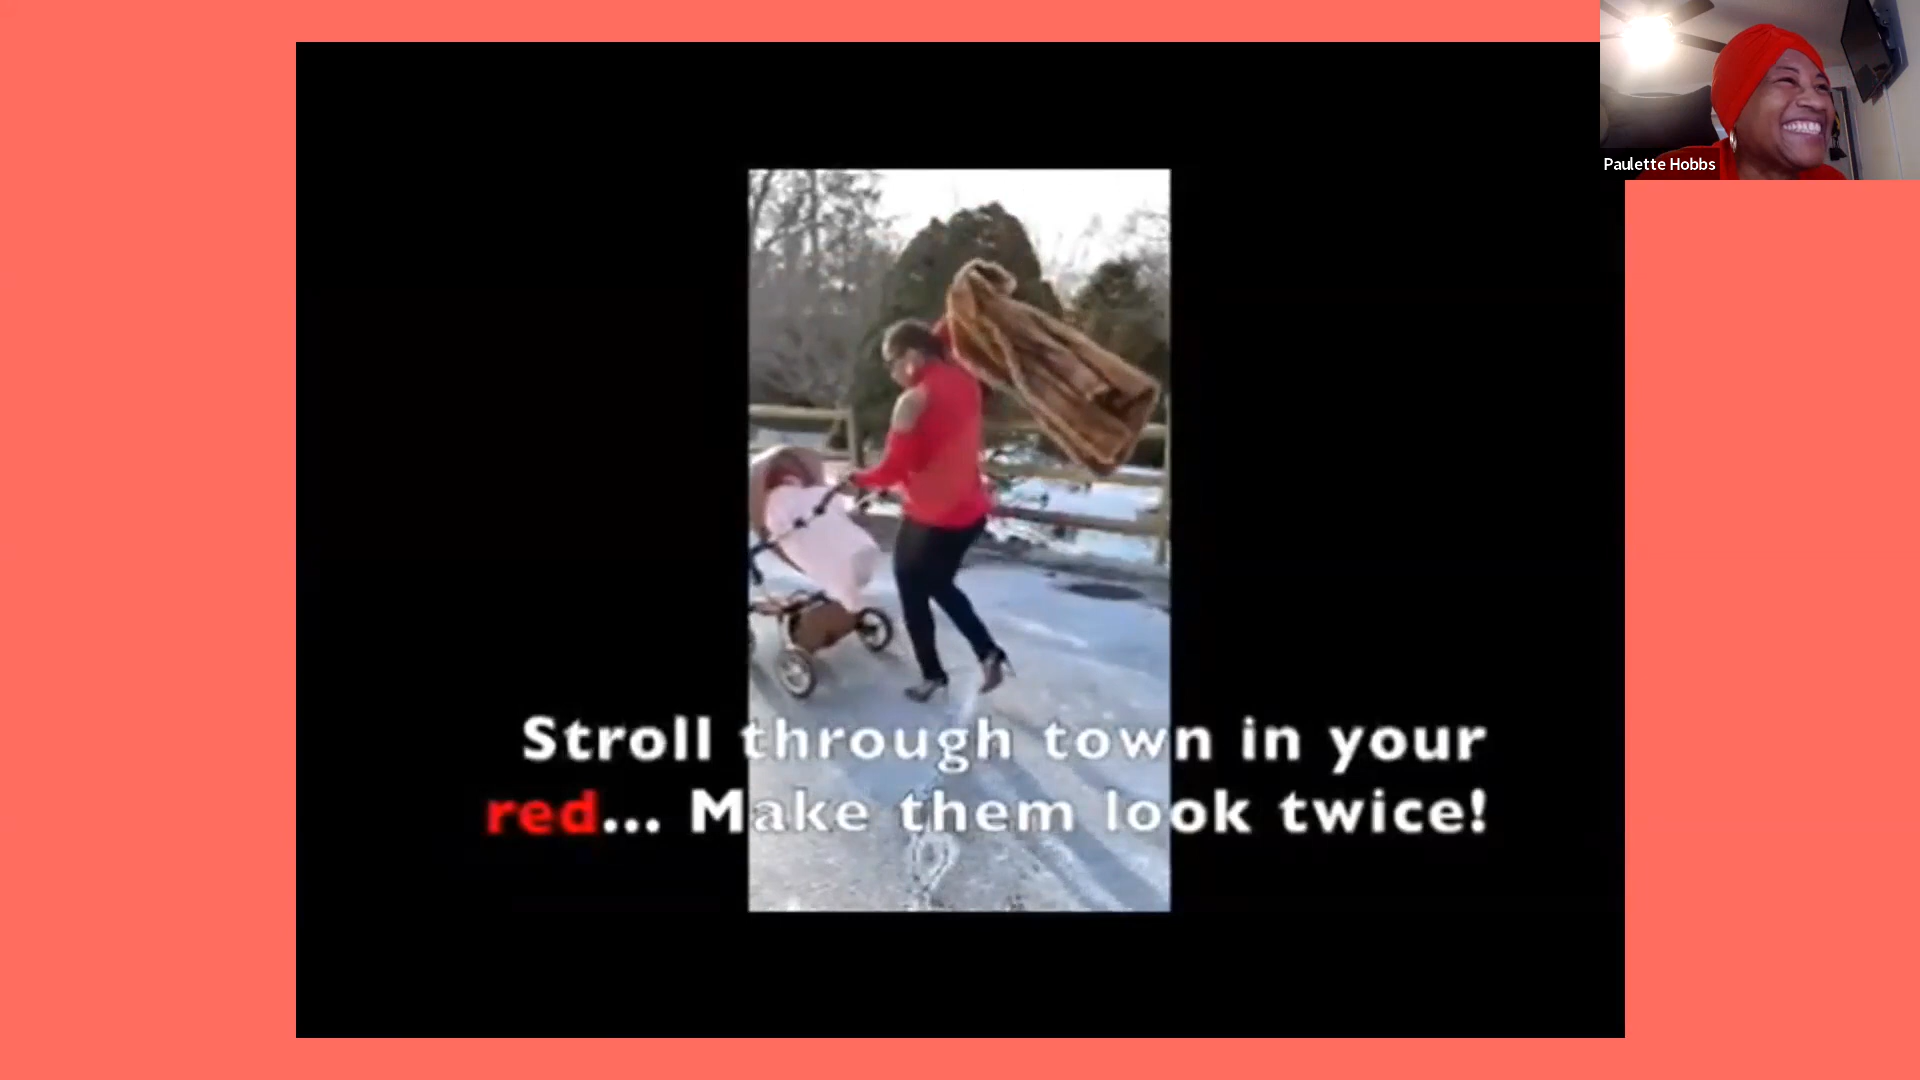 Paulette Hobbs
Stroll through town in your
red... Make them look twice!